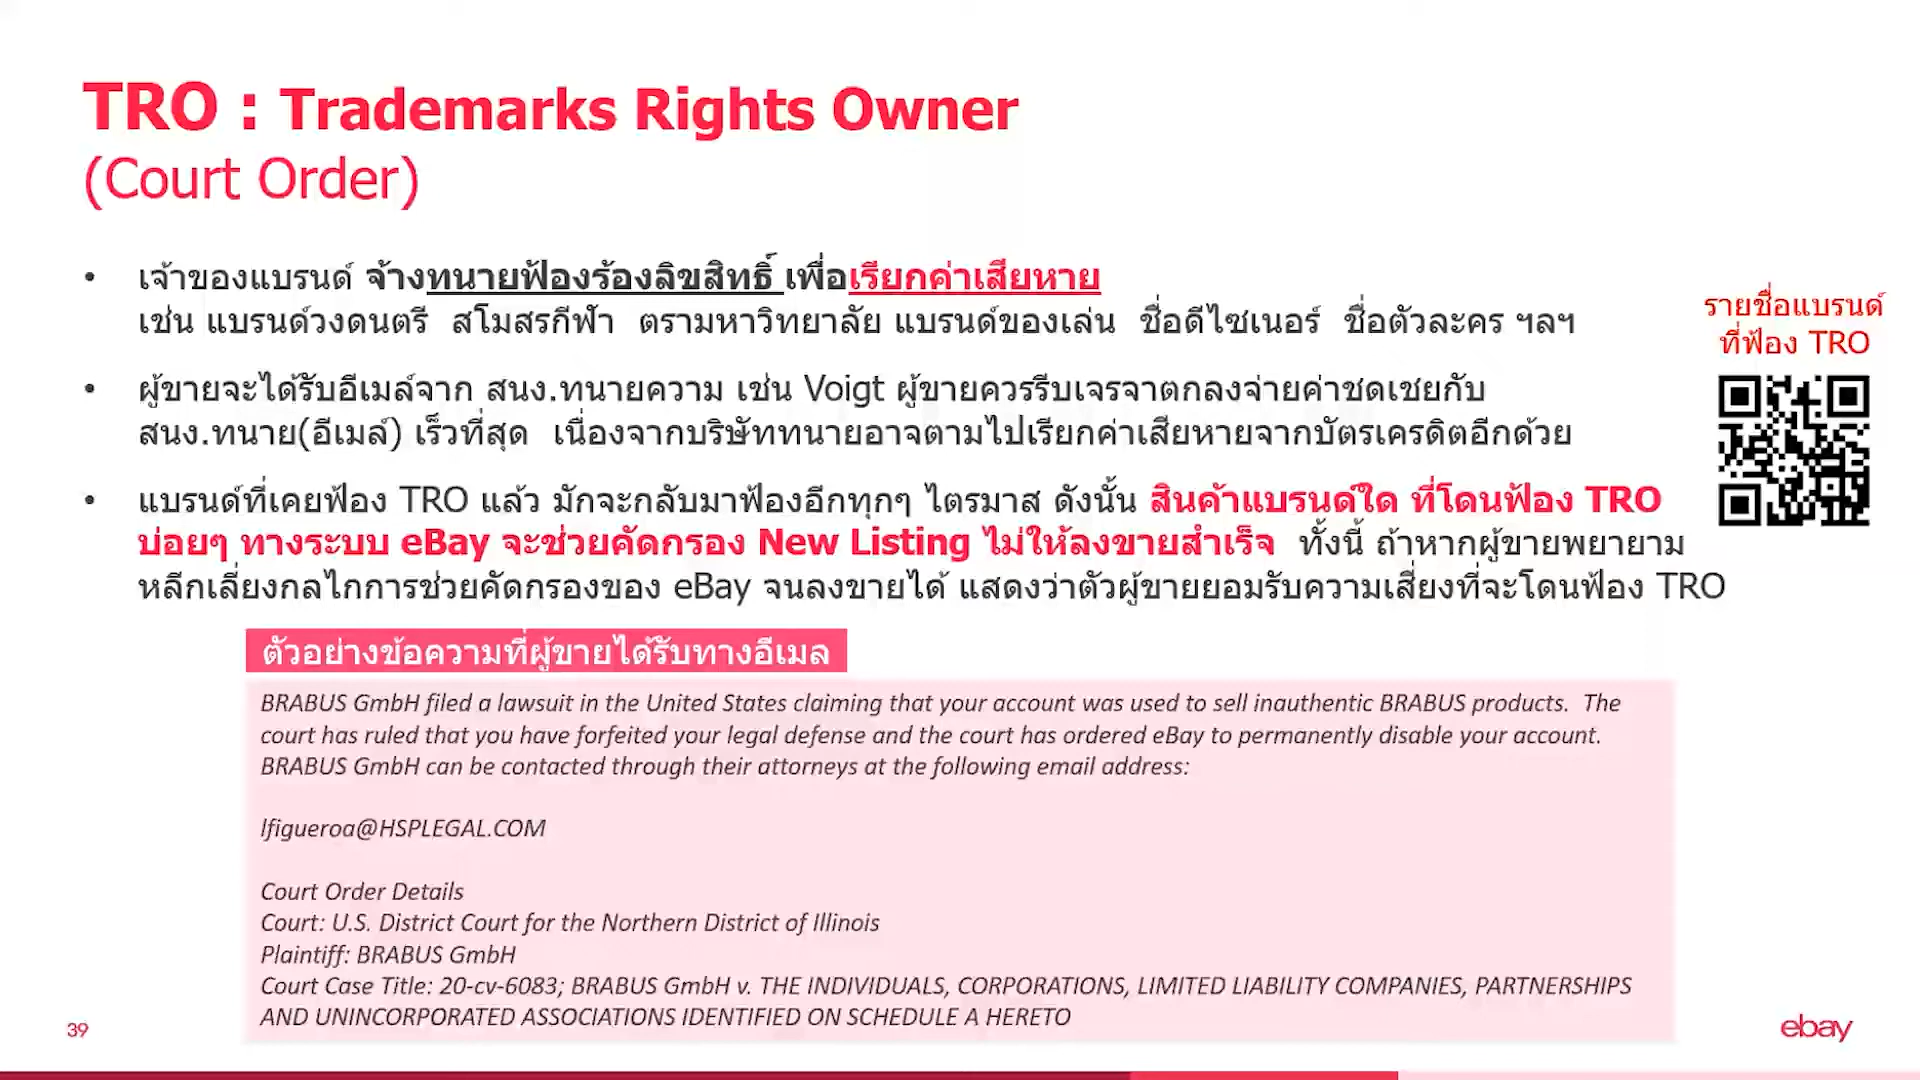 TRO : Trademarks Rights Owner
(Court Order)
• เจ้าของแบรนด์ จ้างทนายฟ้องร้องลิขสิทธิ์ เพื่อเรียกค่าเสียหาย
เช่น แบรนด์วงดนตรี สโมสรกีฬา ตรามหาวิทยาลัย แบรนด์ของเล่น ชื่อดีไซเนอร์ ชื่อตัวละคร ฯลฯ
• ผู้ขายจะได้รับอีเมล์จาก สนง.ทนายความ เช่น Voigt ผู้ขายควรรีบเจรจาตกลงจ่ายค่าชดเชยกับ
สนง.ทนาย(อีเมล์) เร็วที่สุด เนื่องจากบริษัททนายอาจตามไปเรียกค่าเสียหายจากบัตรเครดิตอีกด้วย
• แบรนด์ที่เคยฟ้อง TRO แล้ว มักจะกลับมาฟ้องอีกทุกๆ ไตรมาส ดังนั้น สินค้าแบรนด์ใด ที่โดนฟ้อง TRO
บ่อยๆ ทางระบบ eBay จะช่วยคัดกรอง New Listing ไม่ให้ลงขายสำเร็จ ทั้งนี้ ถ้าหากผู้ขายพยายาม
หลีกเลี่ยงกลไกการช่วยคัดกรองของ eBay จนลงขายได้ แสดงว่าตัวผู้ขายยอมรับความเสี่ยงที่จะโดนฟ้อง TRO
รายชื่อแบรนด์
ที่ฟ้อง TRO
ตัวอย่างข้อความที่ผู้ขายได้รับทางอีเมล
BRABUS GmbH filed a lawsuit in the United States claiming that your account was used to sell inauthentic BRABUS products. The
court has ruled that you have forfeited your legal defense and the court has ordered eBay to permanently disable your account.
BRABUS GmbH can be contacted through their attorneys at the following email address:
lfigueroa@HSPLEGAL.COM
Court Order Details
Court: U.S. District Court for the Northern District of Illinois
Plaintiff: BRABUS GmbH
Court Case Title: 20-cv-6083; BRABUS GmbH v. THE INDIVIDUALS, CORPORATIONS, LIMITED LIABILITY COMPANIES, PARTNERSHIPS
AND UNINCORPORATED ASSOCIATIONS IDENTIFIED ON SCHEDULE A HERETO
39
ebay